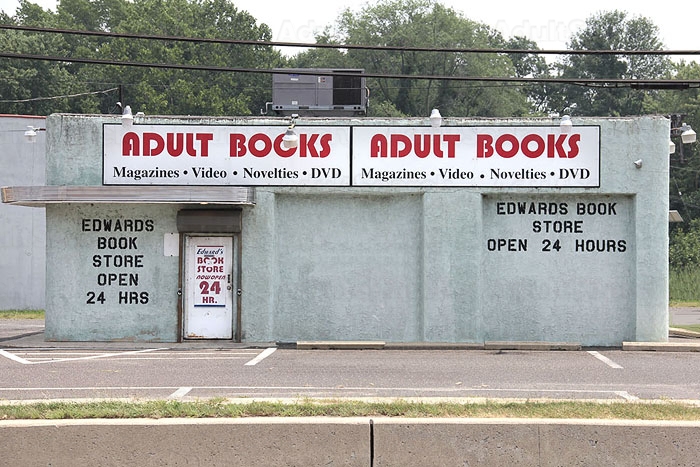 ADULT BOOKS
Magazines • Video • Novelties • DVD
ADULT BOOKS
Magazines • Video • Novelties • DVD
EDWARDS
BOOK
STORE
OPEN
24 HRS
Edward's
BOOK
STORE
NOW OPEN
24
HR.
EDWARDS BOOK
STORE
OPEN 24 HOURS